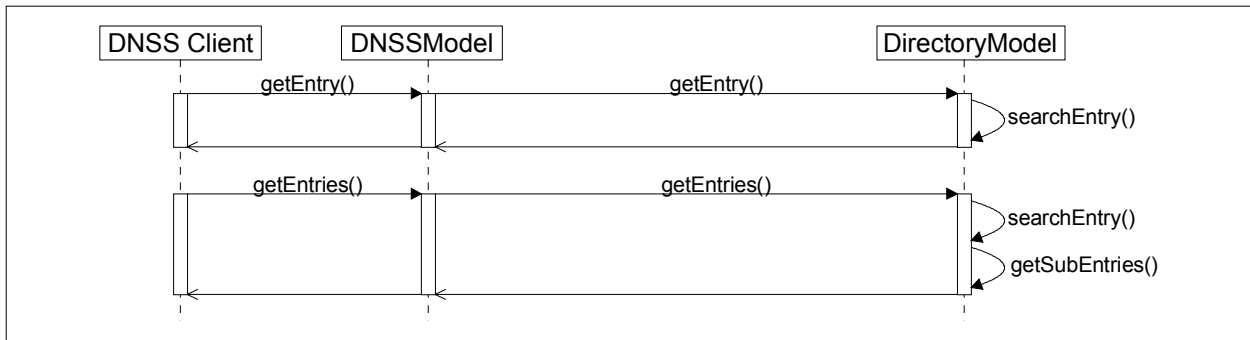 DNSS Client
DNSSModel
DirectoryModel
getEntry()
getEntry()
searchEntry()
getEntries()
getEntries()
searchEntry()
getSubEntries()